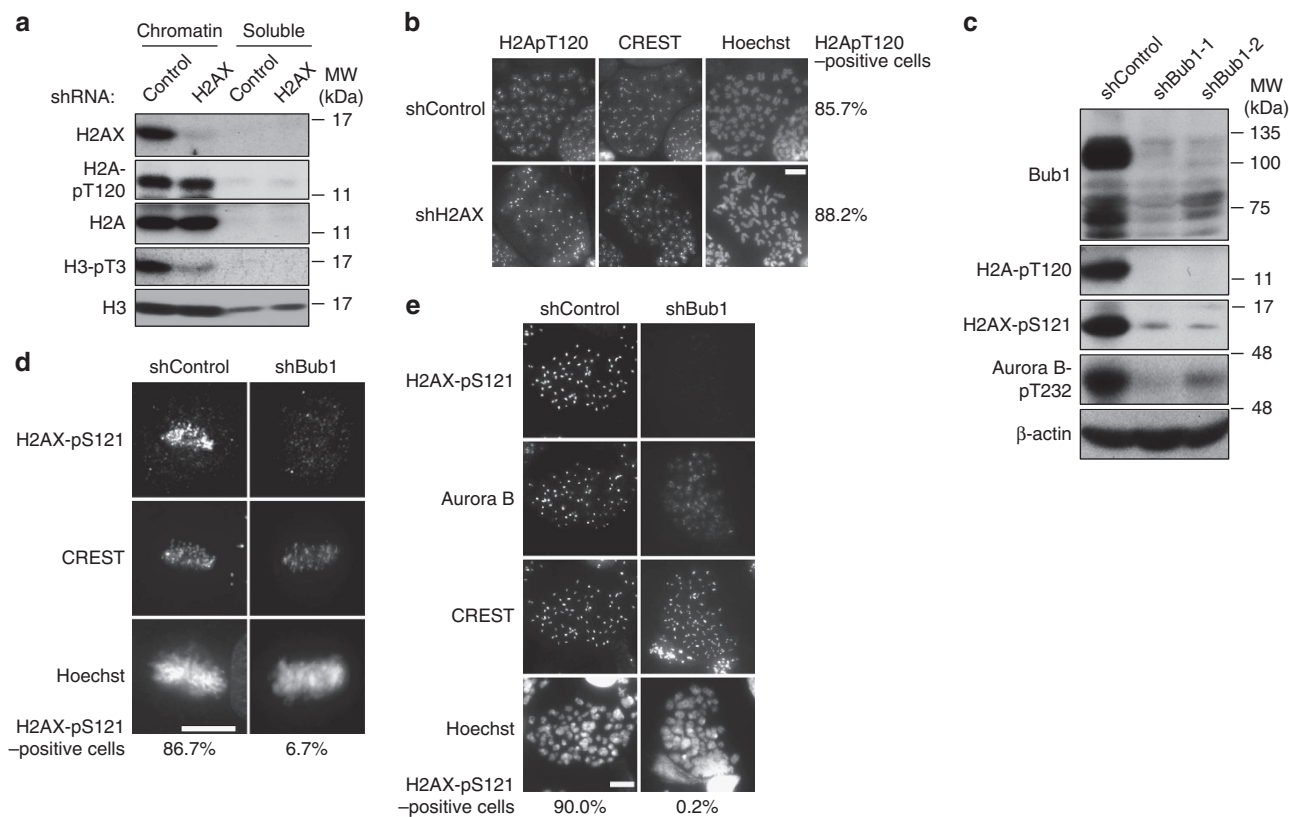 a
Chromatin Soluble
shRNA: Control H2AX Control H2AX MW (kDa)
H2AX
17
H2A-
pT120
11
H2A
11
H3-pT3
17
H3
17
b
H2ApT120 CREST Hoechst H2ApT120
–positive cells
shControl 85.7%
shH2AX 88.2%
c
shControl shBub1-1 shBub1-2 MW
(kDa)
Bub1
135
100
75
H2A-pT120
11
H2AX-pS121
17
Aurora B-
pT232
48
48
β-actin
d
shControl shBub1
H2AX-pS121
CREST
Hoechst
H2AX-pS121
–positive cells 86.7% 6.7%
e
shControl shBub1
H2AX-pS121
Aurora B
CREST
Hoechst
H2AX-pS121
–positive cells 90.0% 0.2%